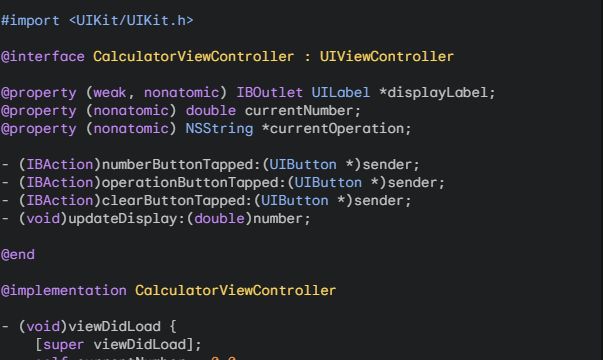 #import <UIKit/UIKit.h>
@interface CalculatorViewController : UIViewController
@property (weak, nonatomic) IBOutlet UILabel *displayLabel;
@property (nonatomic) double currentNumber;
@property (nonatomic) NSString *currentOperation;
- (IBAction)numberButtonTapped:(UIButton *)sender;
- (IBAction)operationButtonTapped:(UIButton *)sender;
- (IBAction)clearButtonTapped:(UIButton *)sender;
- (void)updateDisplay:(double)number;
@end
@implementation CalculatorViewController
- (void)viewDidLoad {
[super viewDidLoad];